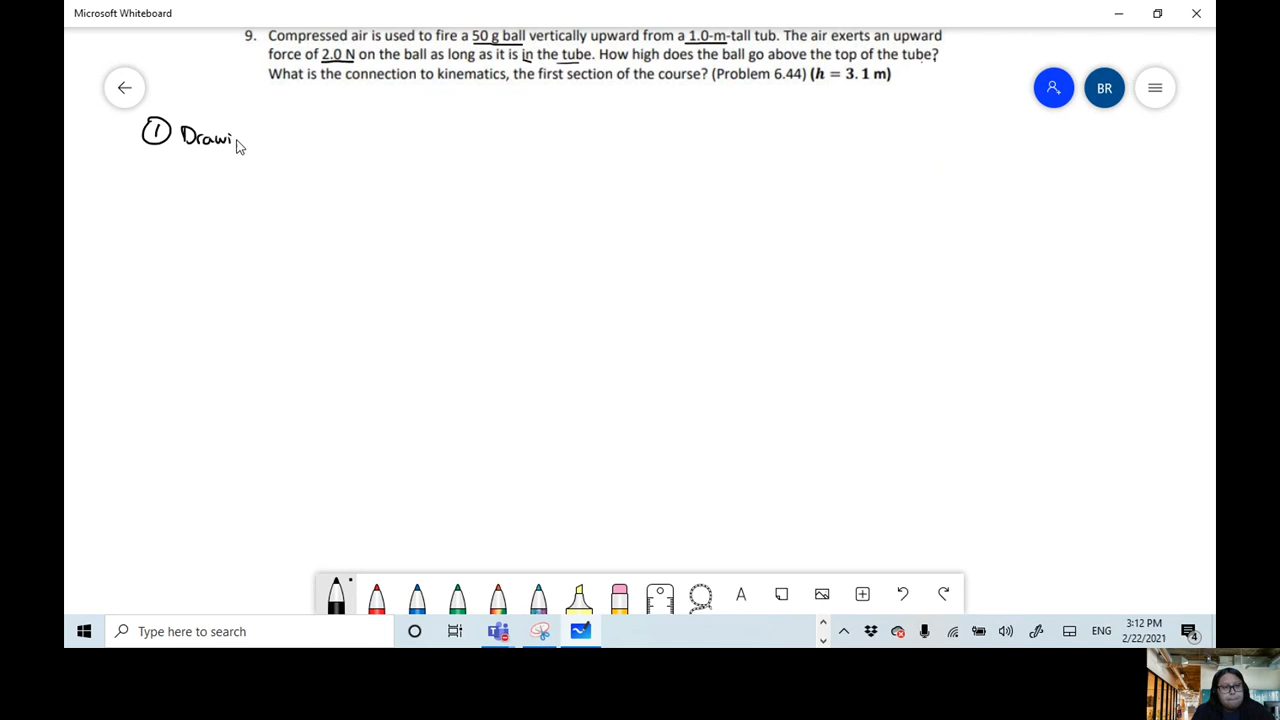 Microsoft Whiteboard
9. Compressed air is used to fire a 50 g ball vertically upward from a 1.0-m-tall tub. The air exerts an upward
force of 2.0 N on the ball as long as it is in the tube. How high does the ball go above the top of the tube?
What is the connection to kinematics, the first section of the course? (Problem 6.44) (h = 3.1 m)
BR
① Drawi
A
Type here to search
ENG
3:12 PM
2/22/2021
4